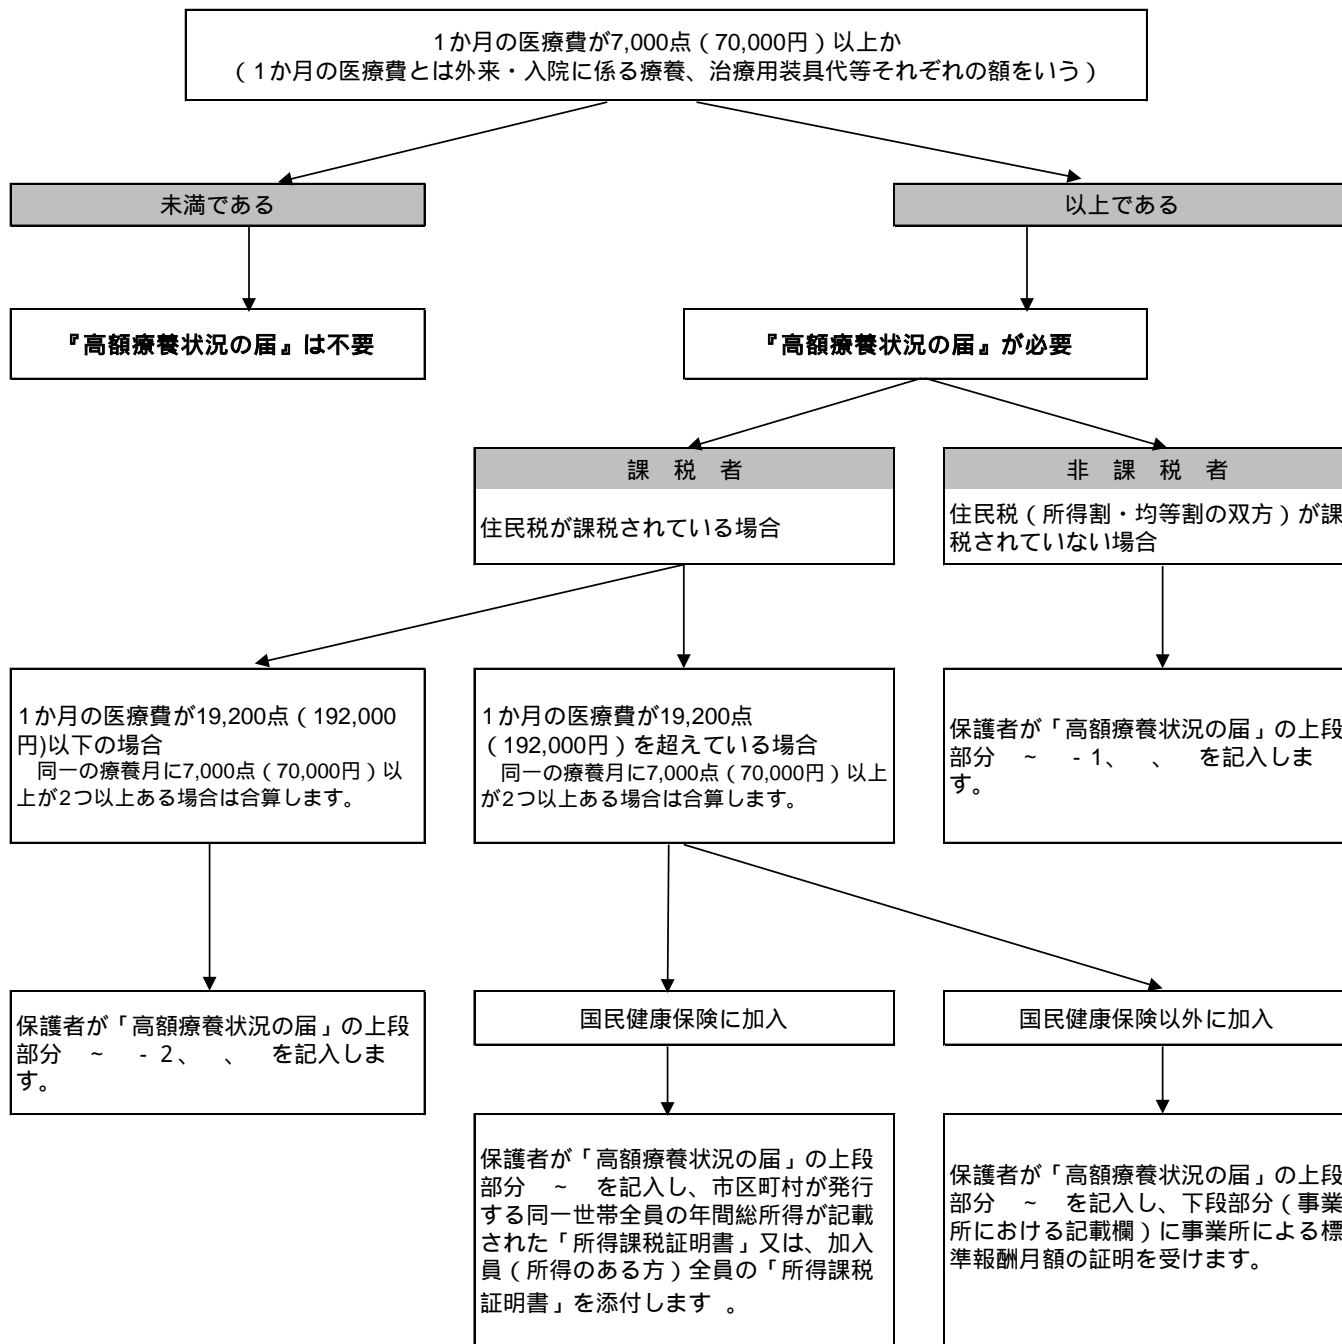 1か月の医療費が7,000点（70,000円）以上か
（1か月の医療費とは外来・入院に係る療養、治療用装具代等それぞれの額をいう）
未満である
以上である
『高額療養状況の届』は不要
『高額療養状況の届』が必要
課　税　者
住民税が課税されている場合
非　課　税　者
住民税（所得割・均等割の双方）が課
税されていない場合
1か月の医療費が19,200点（192,000
円)以下の場合
　同一の療養月に7,000点（70,000円）以
上が2つ以上ある場合は合算します。
1か月の医療費が19,200点
（192,000円）を超えている場合
　同一の療養月に7,000点（70,000円）以上
が2つ以上ある場合は合算します。
保護者が「高額療養状況の届」の上段
部分　~　- 1、　、　を記入しま
す。
保護者が「高額療養状況の届」の上段
部分　~　- 2、　、　を記入しま
す。
国民健康保険に加入
国民健康保険以外に加入
保護者が「高額療養状況の届」の上段
部分　~　を記入し、市区町村が発行
する同一世帯全員の年間総所得が記載
された「所得課税証明書」又は、加入
員（所得のある方）全員の「所得課税
証明書」を添付します 。
保護者が「高額療養状況の届」の上段
部分　~　を記入し、下段部分（事業
所における記載欄）に事業所による標
準報酬月額の証明を受けます。